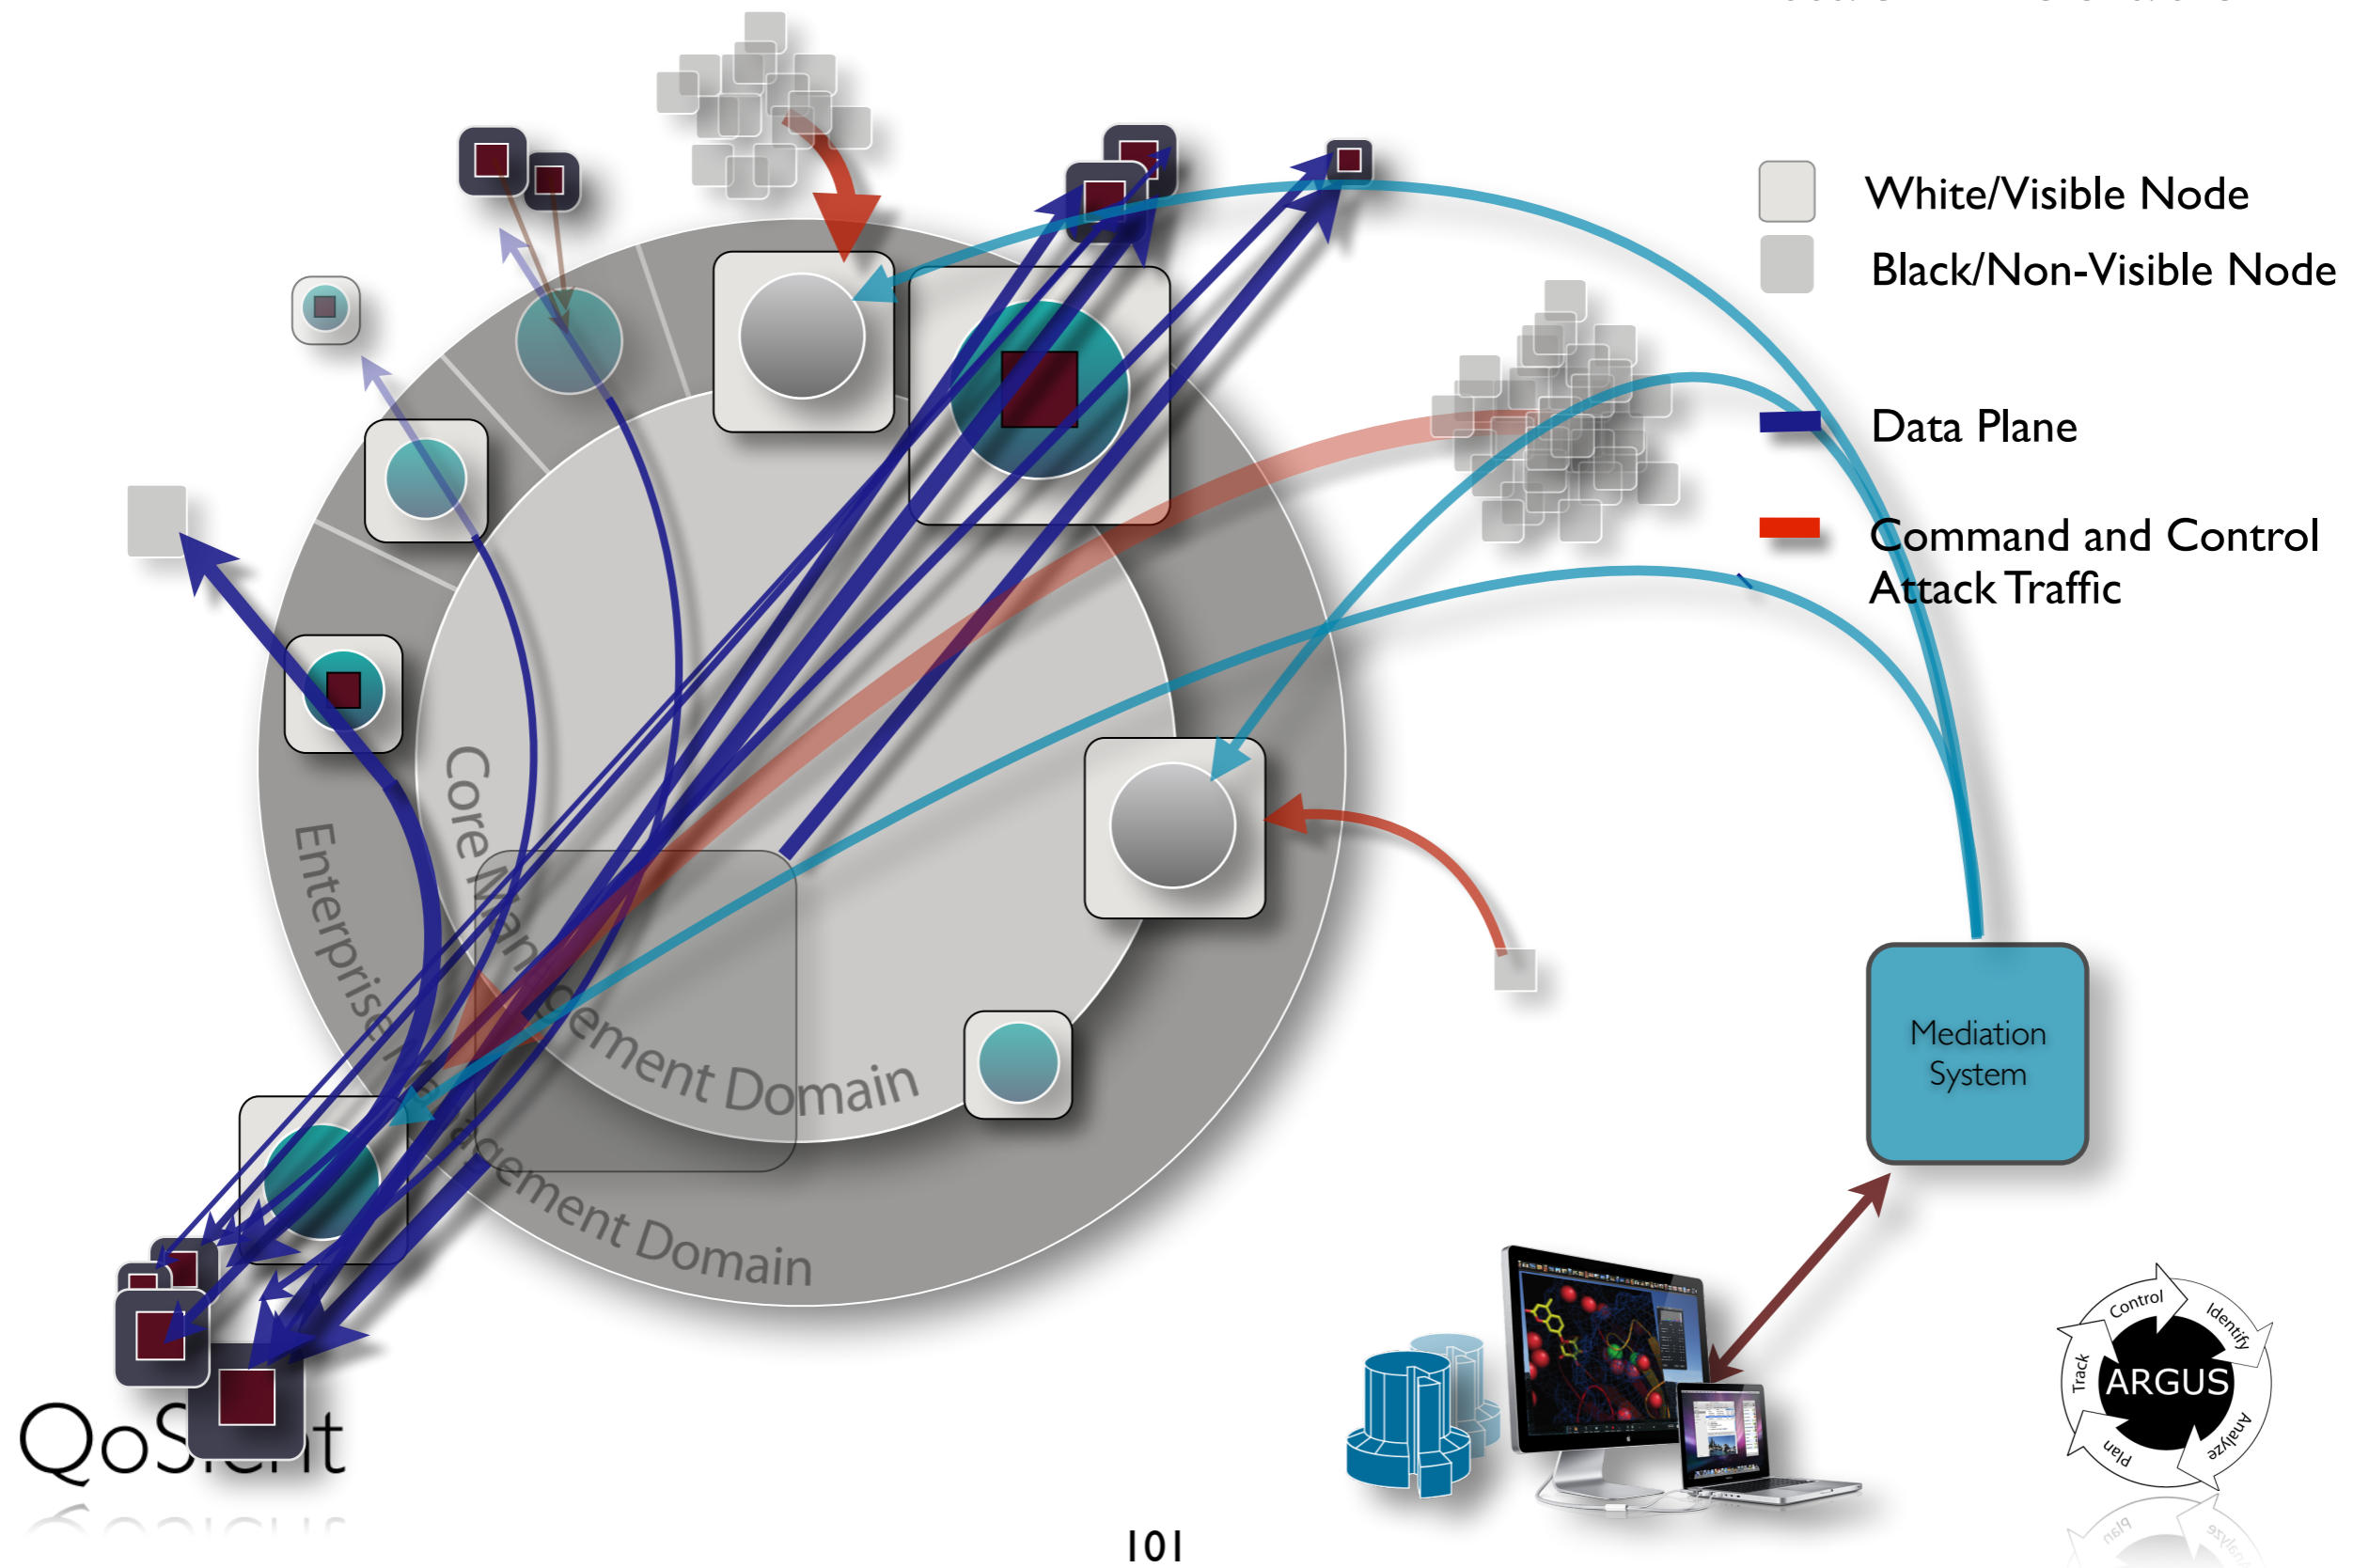 White/Visible Node
Black/Non-Visible Node
Data Plane
Command and Control
Attack Traffic
Core Management Domain
Enterprise Management Domain
Mediation
System
Control
Identify
Track
ARGUS
Analyze
Plan
101